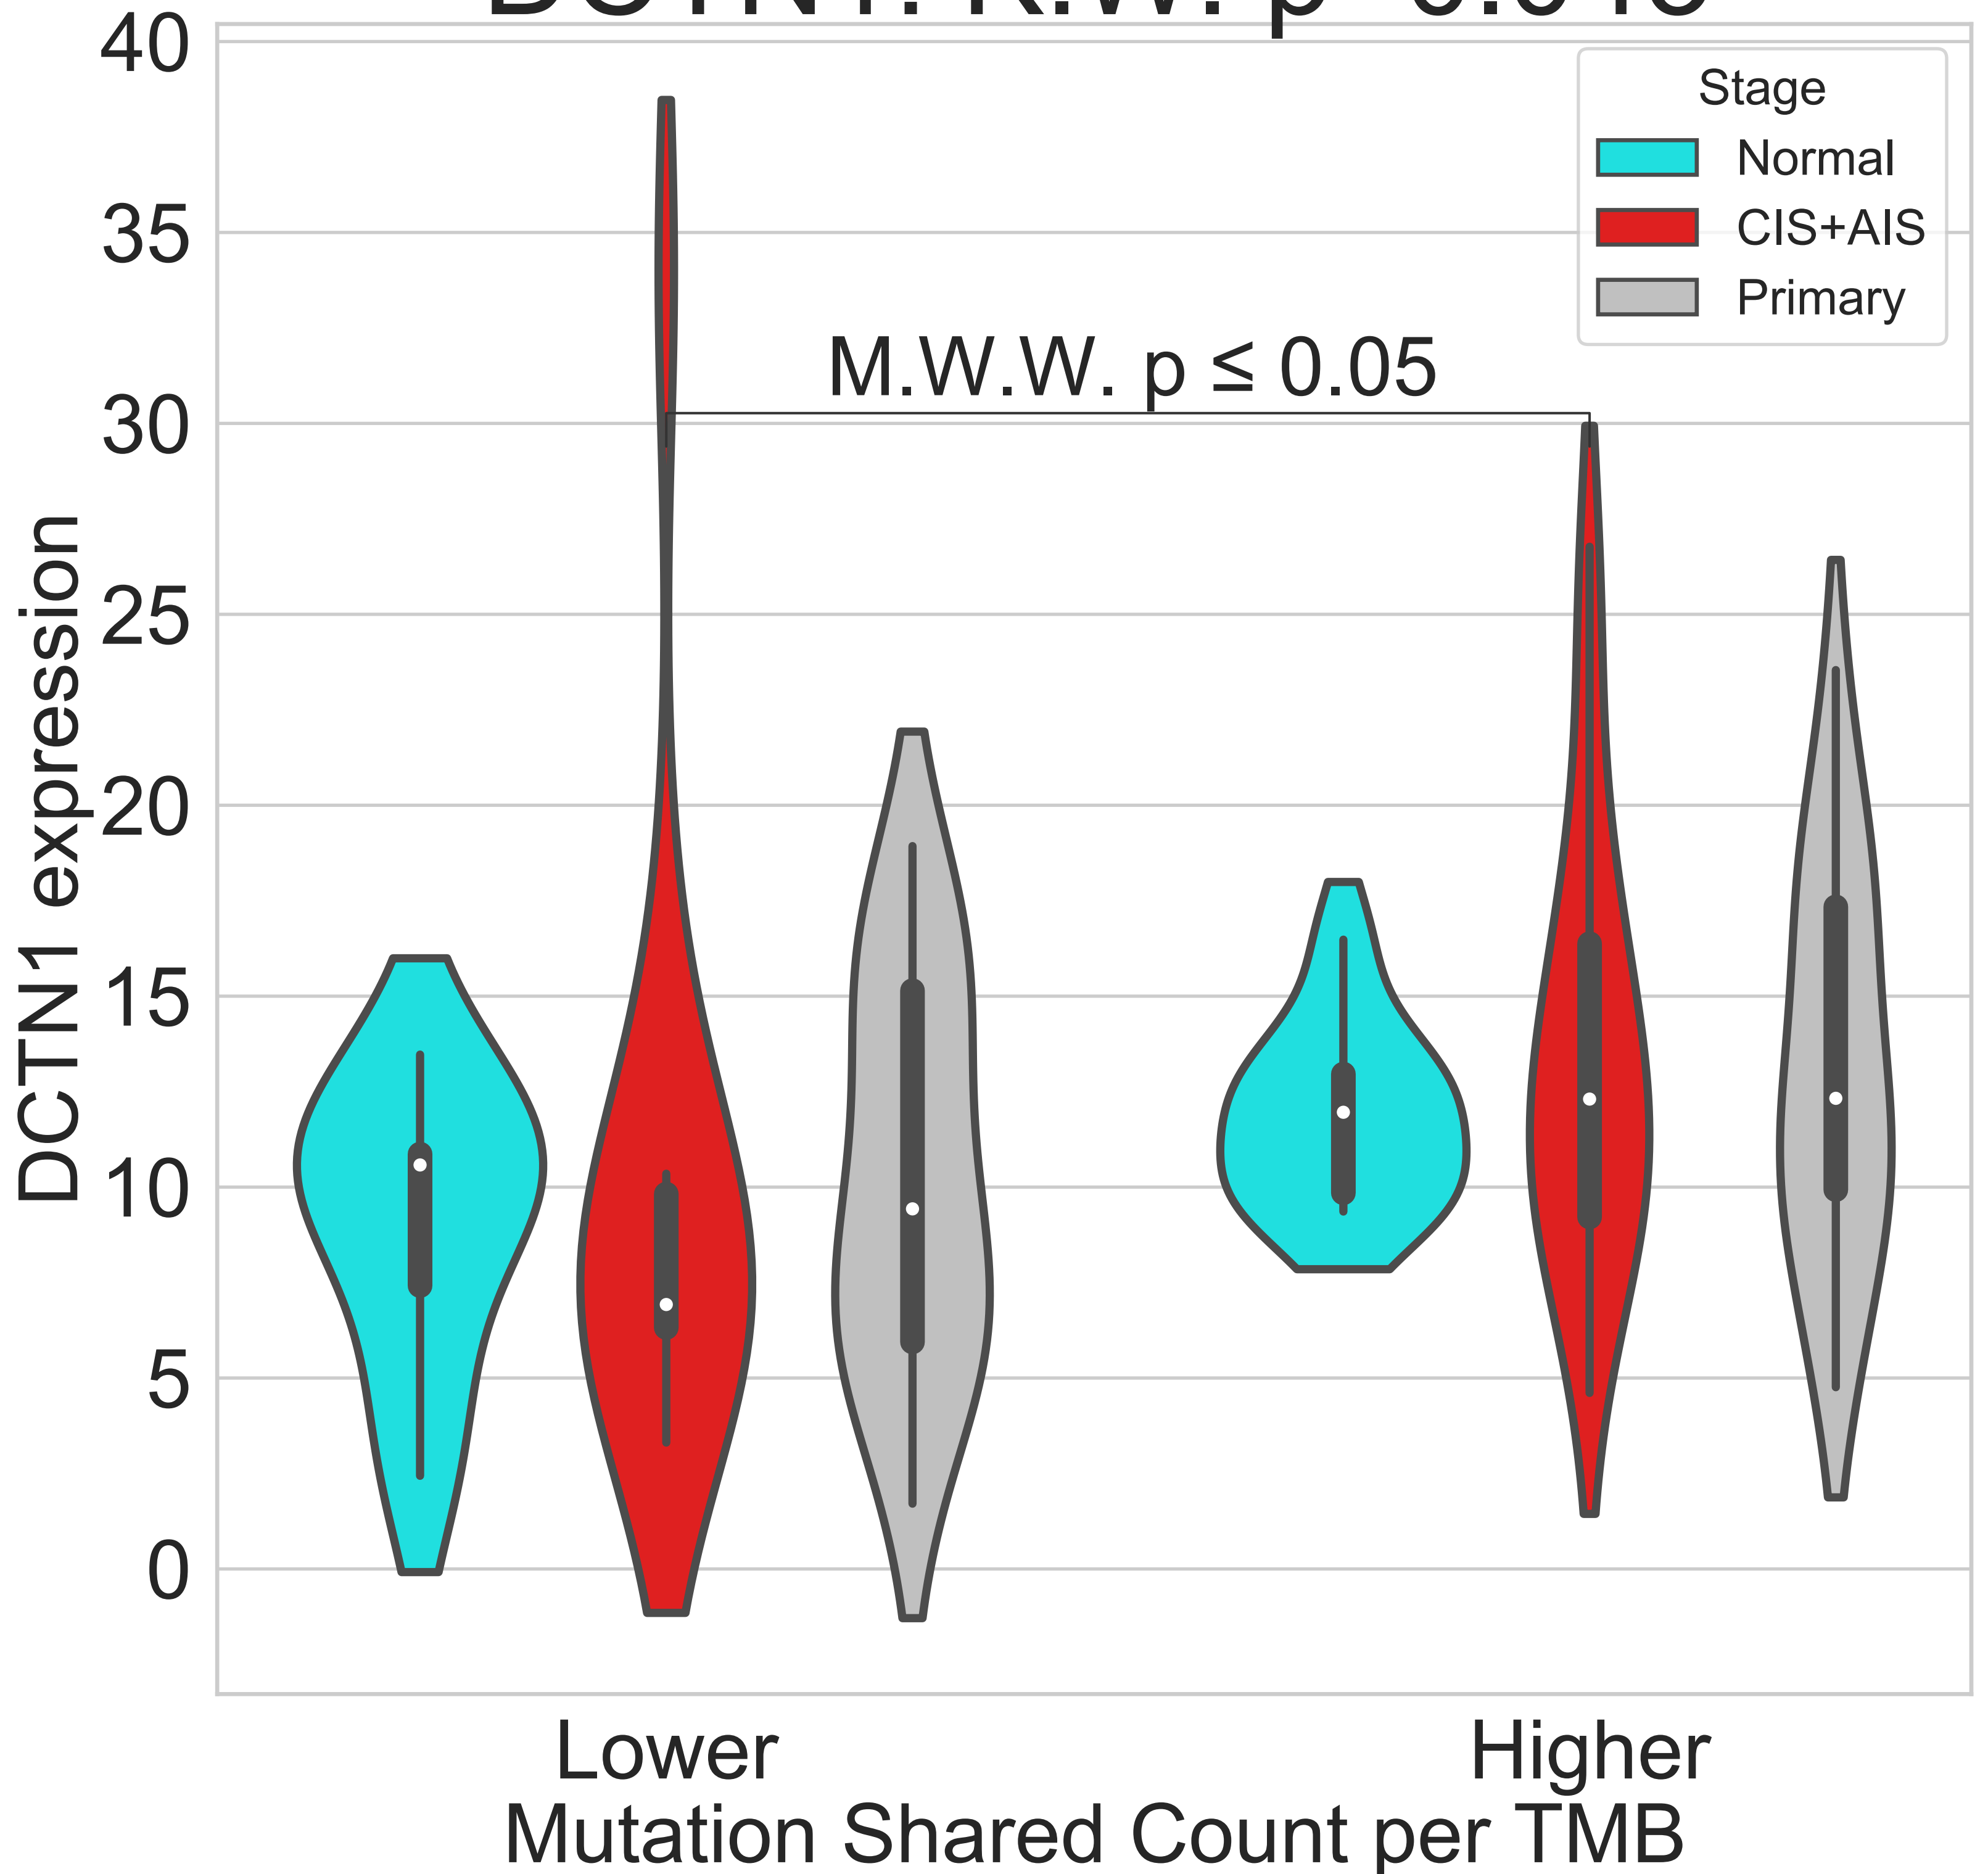 40
35
30
25
20
15
10
5
0
DCTN1 expression
Stage
Normal
CIS+AIS
Primary
M.W.W. p ≤ 0.05
Lower
Higher
Mutation Shared Count per TMB